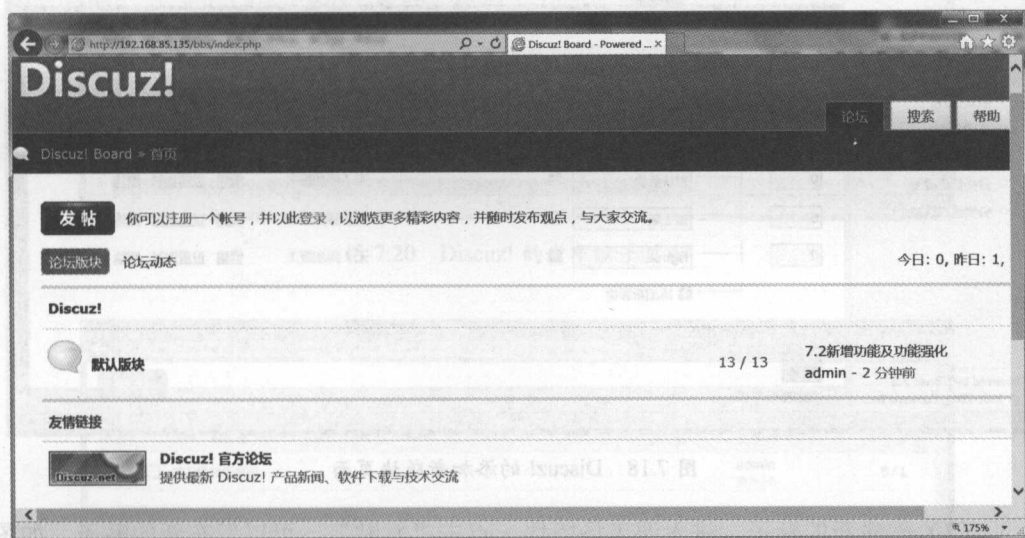 http://192.168.85.135/bbs/index.php
Discuz! Board - Powered ... ×
Discuz!
论坛 搜索 帮助
Discuz! Board » 首页
发帖 你可以注册一个帐号，并以此登录，以浏览更多精彩内容，并随时发布观点，与大家交流。
论坛版块 论坛动态 今日: 0, 昨日: 1,
Discuz!
默认版块 13 / 13 7.2新增功能及功能强化
admin - 2 分钟前
友情链接
Discuz.net Discuz! 官方论坛
提供最新 Discuz! 产品新闻、软件下载与技术交流
175%